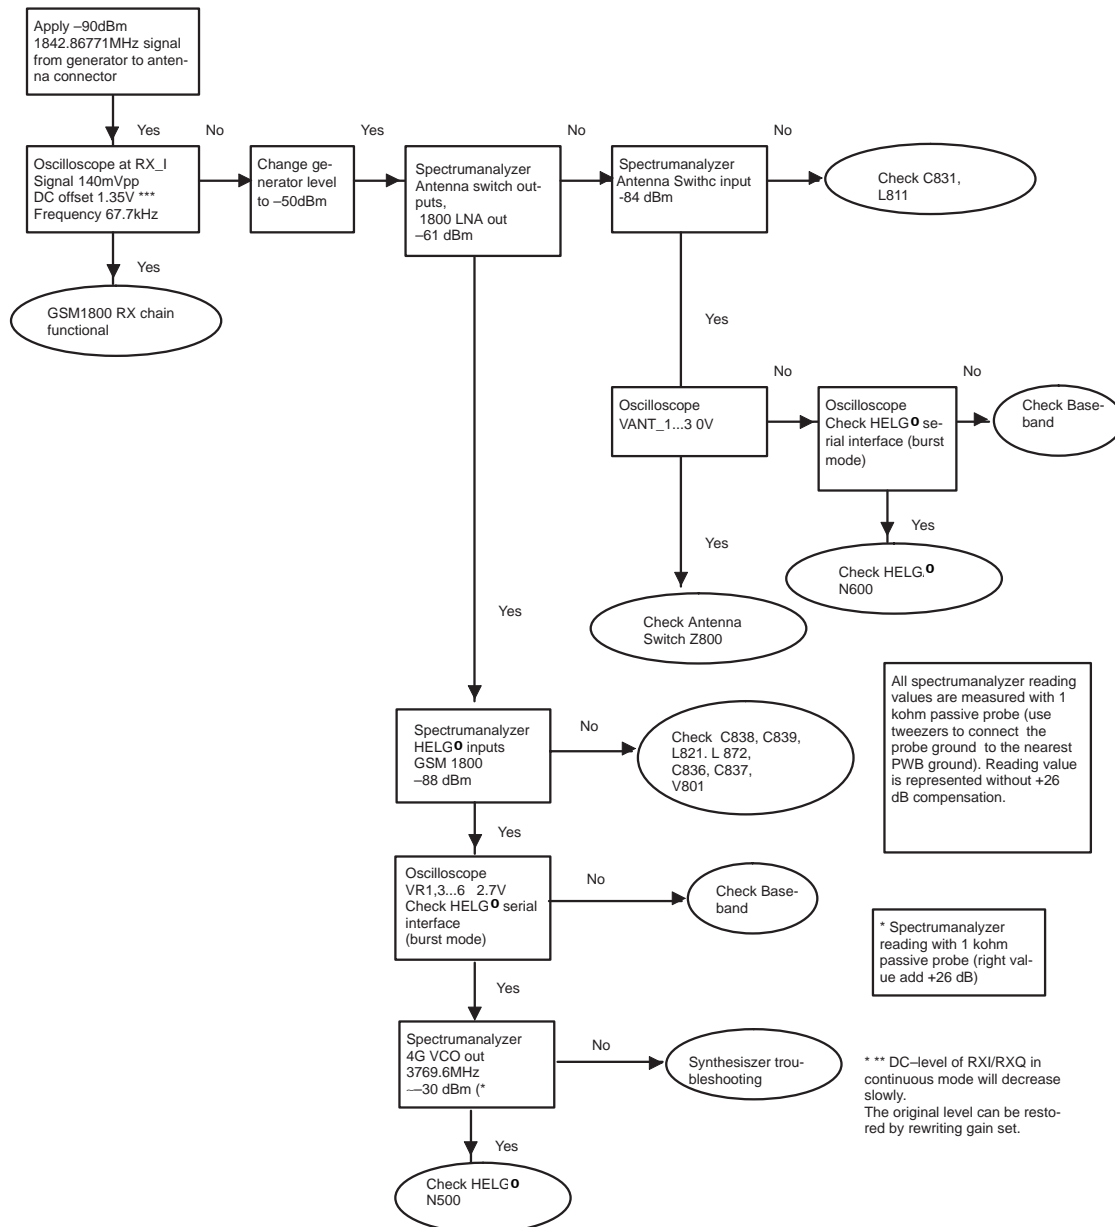 Apply –90dBm
1842.86771MHz signal
from generator to anten-
na connector
Yes
No
Yes
No
No
Oscilloscope at RX_I
Signal 140mVpp
DC offset 1.35V ***
Frequency 67.7kHz
Change ge-
nerator level
to –50dBm
Spectrumanalyzer
Antenna switch out-
puts,
1800 LNA out
–61 dBm
Spectrumanalyzer
Antenna Swithc input
-84 dBm
Check C831,
L811
Yes
GSM1800 RX chain
functional
Yes
No
No
Oscilloscope
VANT_1...3 0V
Oscilloscope
Check HELGO se-
rial interface (burst
mode)
Check Base-
band
Yes
Yes
Check HELGO
N600
Yes
Check Antenna
Switch Z800
All spectrumanalyzer reading
values are measured with 1
kohm passive probe (use
tweezers to connect the
probe ground to the nearest
PWB ground). Reading value
is represented without +26
dB compensation.
Spectrumanalyzer
HELGO inputs
GSM 1800
–88 dBm
No
Check C838, C839,
L821. L 872,
C836, C837,
V801
Yes
Oscilloscope
VR1,3...6 2.7V
Check HELGO serial
interface
(burst mode)
No
Check Base-
band
* Spectrumanalyzer
reading with 1 kohm
passive probe (right val-
ue add +26 dB)
Yes
Spectrumanalyzer
4G VCO out
3769.6MHz
~–30 dBm (*
No
Synthesiszer trou-
bleshooting
* ** DC–level of RXI/RXQ in
continuous mode will decrease
slowly.
The original level can be resto-
red by rewriting gain set.
Yes
Check HELGO
N500